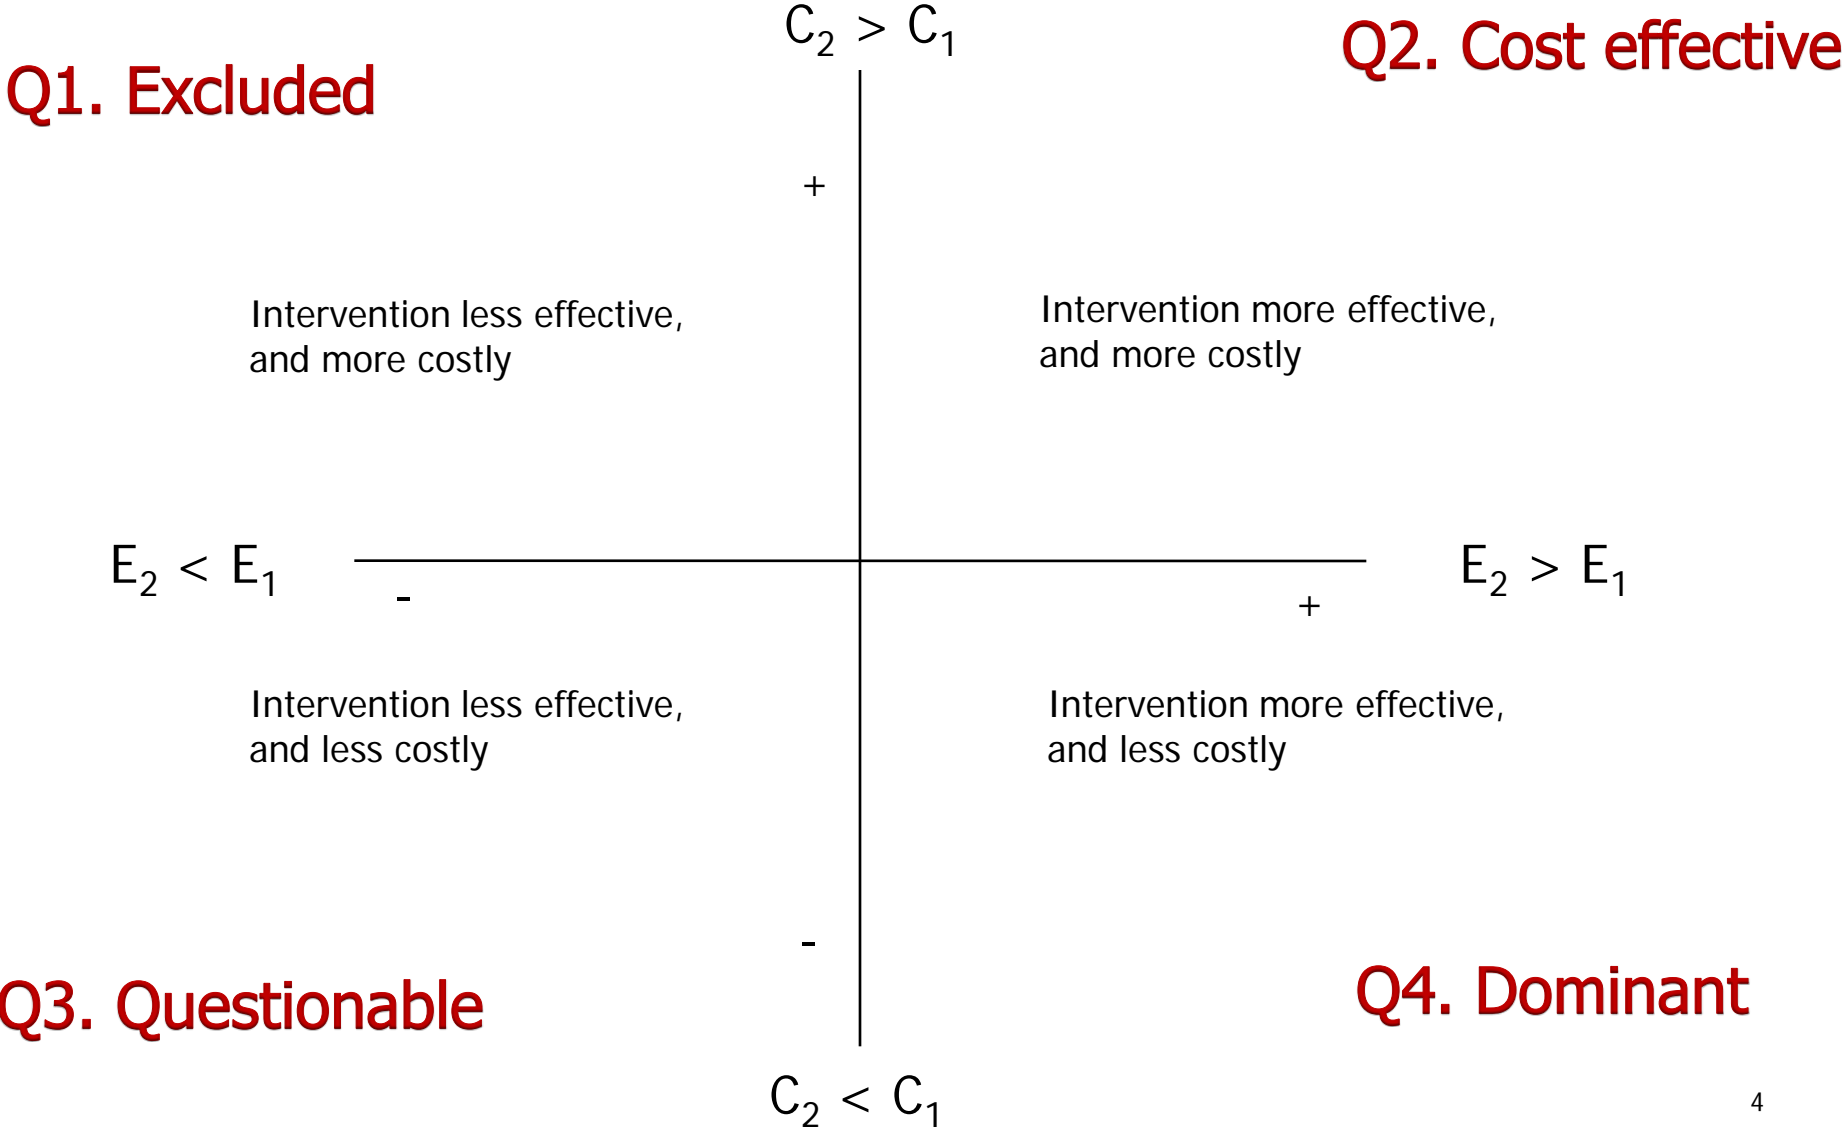 C₂ > C₁
Q1. Excluded
Q2. Cost effective
+
Intervention less effective,
and more costly
Intervention more effective,
and more costly
E₂ < E₁
E₂ > E₁
-
+
Intervention less effective,
and less costly
Intervention more effective,
and less costly
-
Q3. Questionable
Q4. Dominant
C₂ < C₁
4